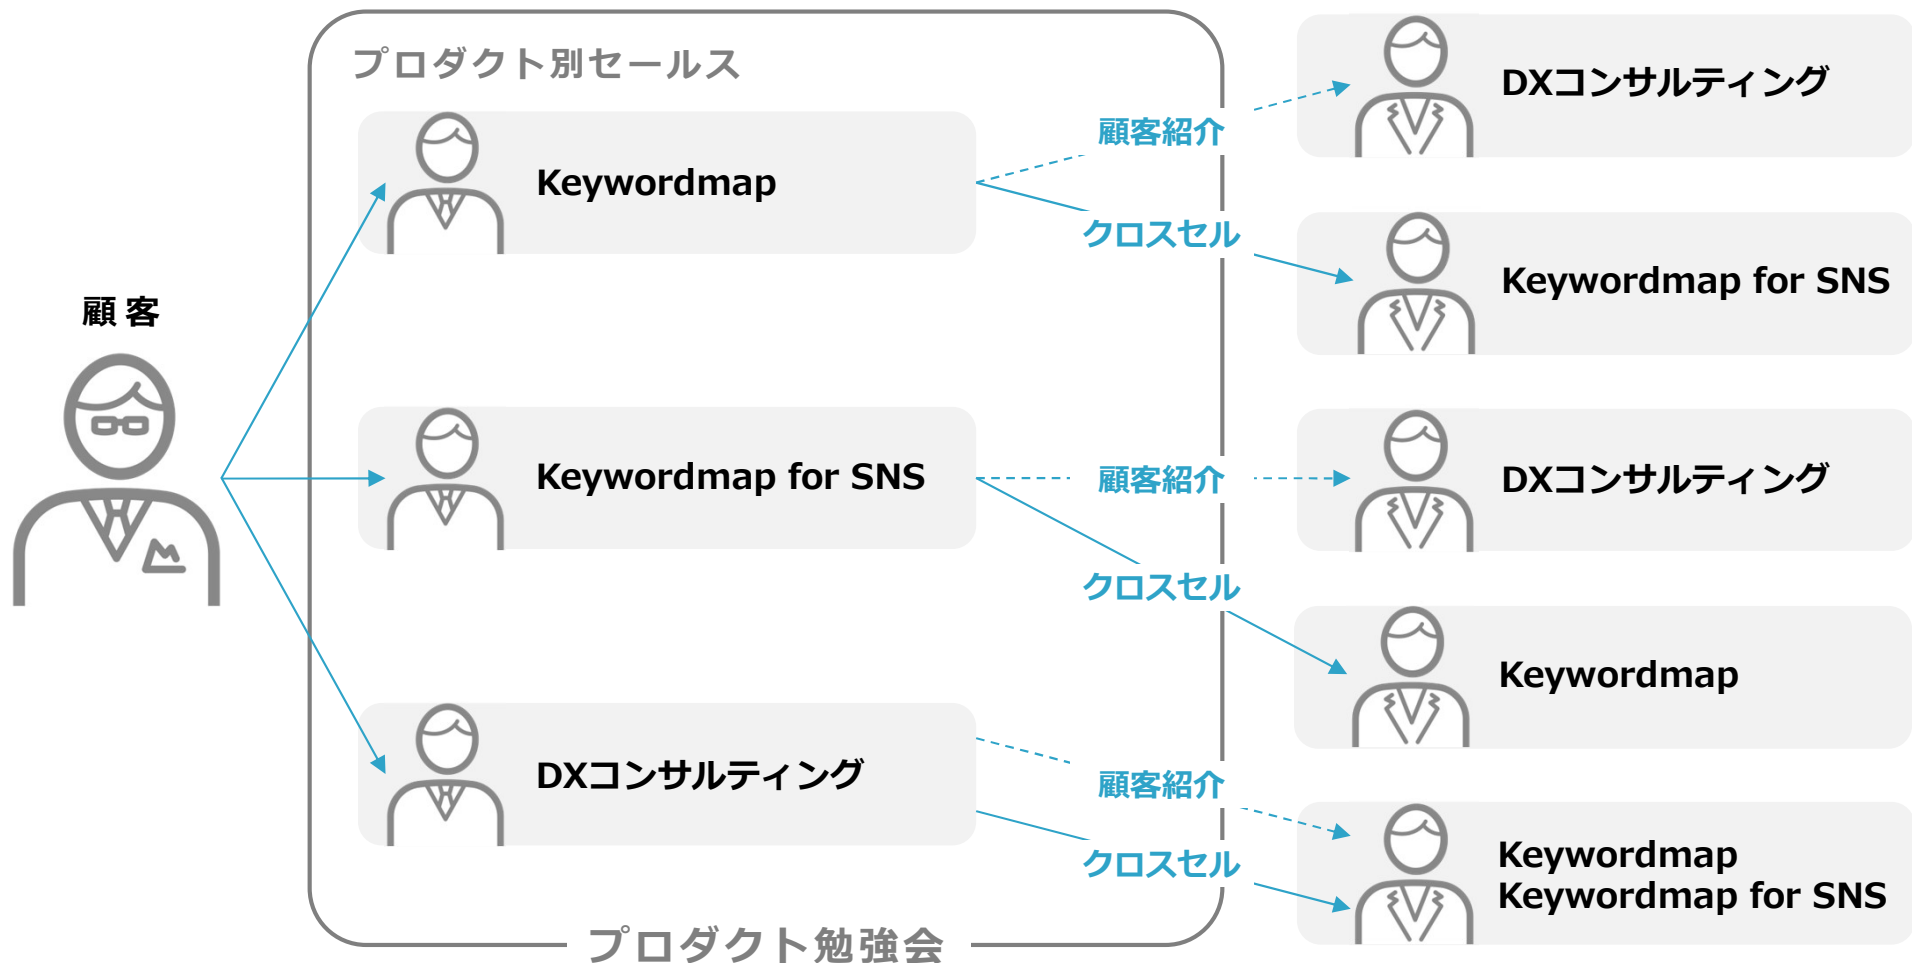 プロダクト別セールス
DXコンサルティング
顧客紹介
Keywordmap
クロスセル
Keywordmap for SNS
顧客
Keywordmap for SNS
顧客紹介
DXコンサルティング
クロスセル
Keywordmap
DXコンサルティング
顧客紹介
クロスセル
Keywordmap
Keywordmap for SNS
プロダクト勉強会